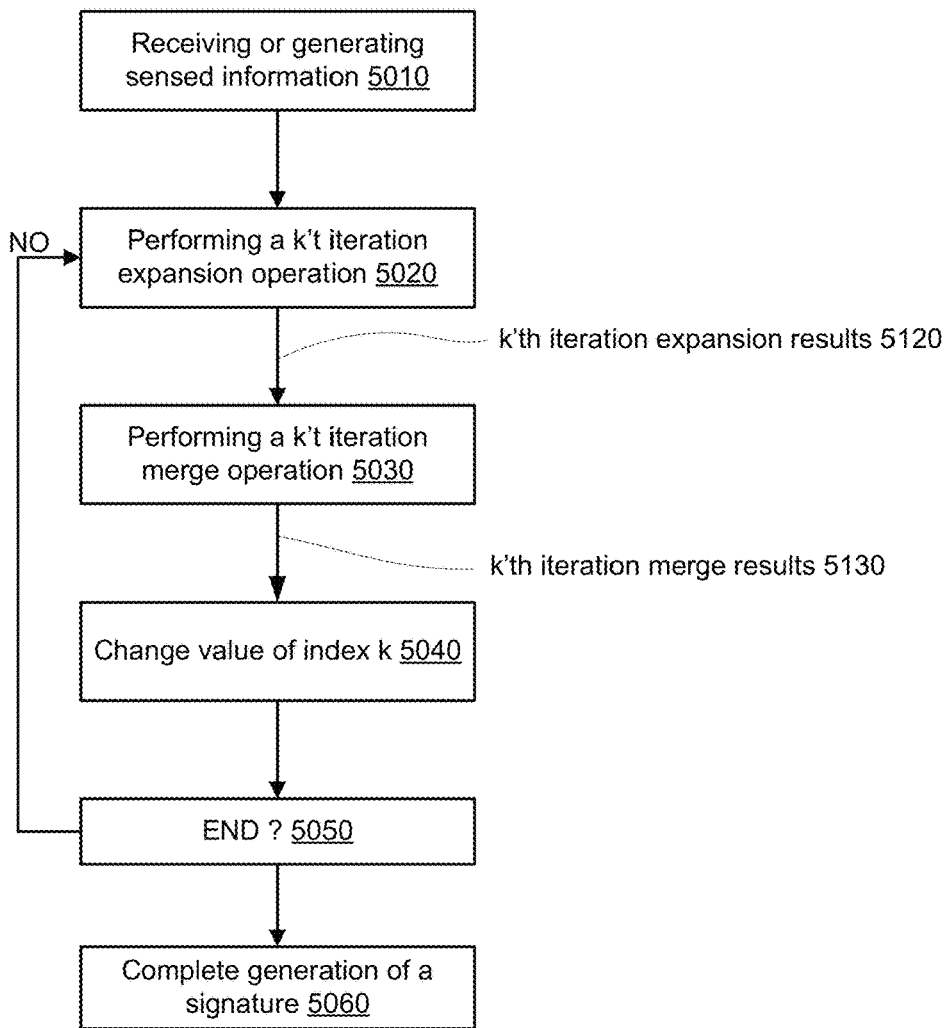 Receiving or generating
sensed information 5010
NO
Performing a k't iteration
expansion operation 5020
k'th iteration expansion results 5120
Performing a k't iteration
merge operation 5030
k'th iteration merge results 5130
Change value of index k 5040
END ? 5050
Complete generation of a
signature 5060